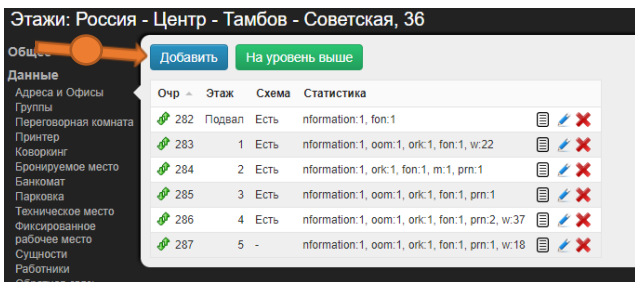 Этажи: Россия - Центр - Тамбов - Советская, 36
Общее
Данные
Адреса и Офисы
Группы
Переговорная комната
Принтер
Коворкинг
Бронируемое место
Банкомат
Парковка
Техническое место
Фиксированное
рабочее место
Сущности
Работники
Добавить На уровень выше
Очр Этаж Схема Статистика
282 Подвал Есть nformation:1, fon:1
283 1 Есть nformation:1, oom:1, ork:1, fon:1, w:22
284 2 Есть nformation:1, ork:1, fon:1, m:1, prn:1
285 3 Есть nformation:1, oom:1, ork:1, fon:1, prn:1
286 4 Есть nformation:1, oom:1, ork:1, fon:1, prn:2, w:37
287 5 - nformation:1, oom:1, ork:1, fon:1, prn:1, w:18